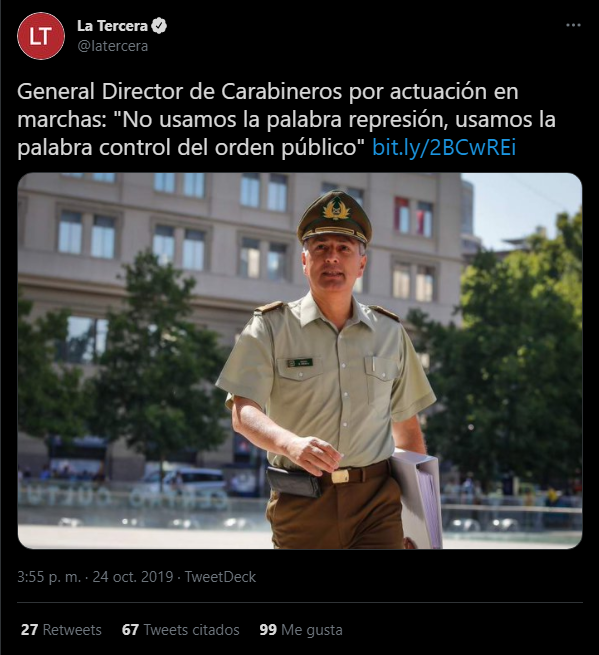 LT
La Tercera
@latercera
General Director de Carabineros por actuación en
marchas: "No usamos la palabra represión, usamos la
palabra control del orden público" bit.ly/2BCwREi
CENTRO CULTU
3:55 p. m. · 24 oct. 2019 · TweetDeck
27 Retweets 67 Tweets citados 99 Me gusta